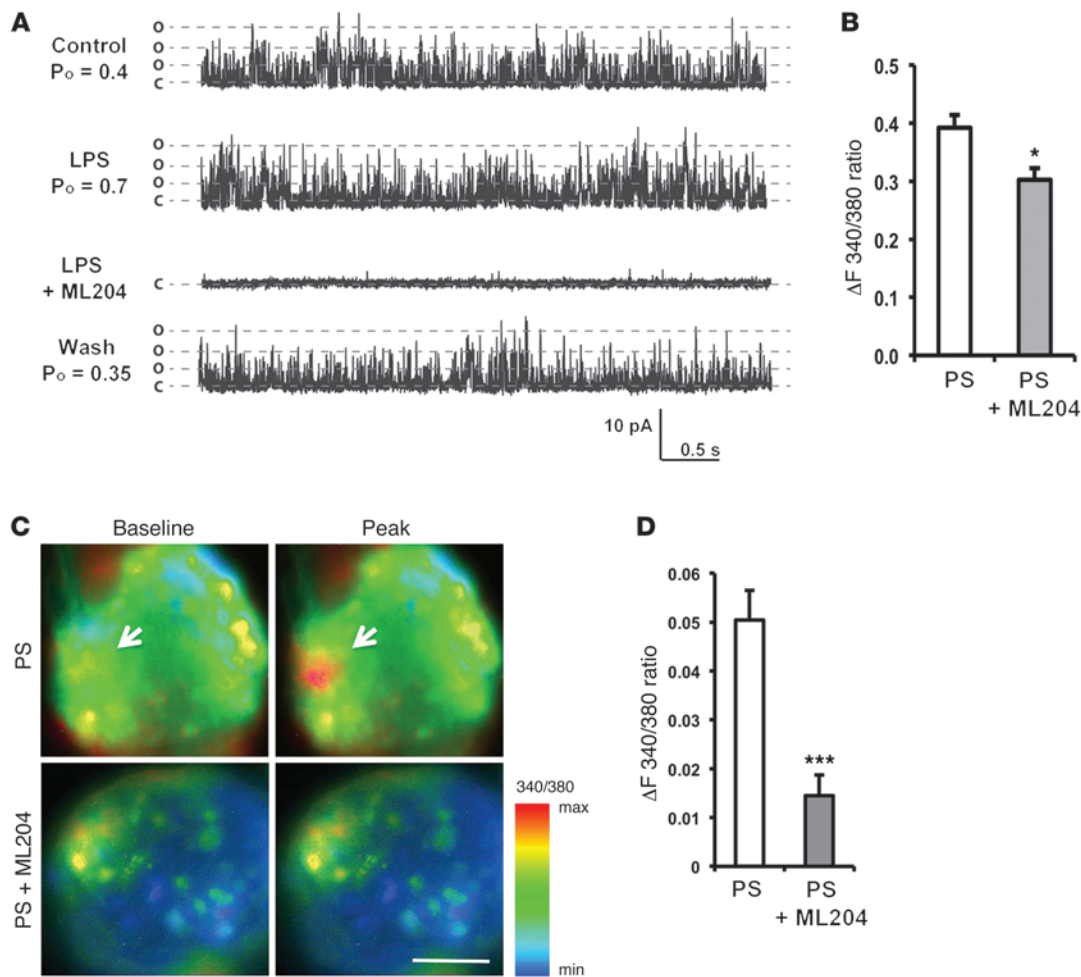 A
Control
Po = 0.4
o
o
o
c
LPS
Po = 0.7
o
o
o
c
LPS
+ ML204
c
Wash
Po = 0.35
o
o
o
c
10 pA
0.5 s
B
ΔF 340/380 ratio
0.5
0.4
0.3
0.2
0.1
0.0
*
PS
PS
+ ML204
C
Baseline
Peak
PS
PS + ML204
340/380
max
min
D
ΔF 340/380 ratio
0.06
0.05
0.04
0.03
0.02
0.01
0
***
PS
PS
+ ML204